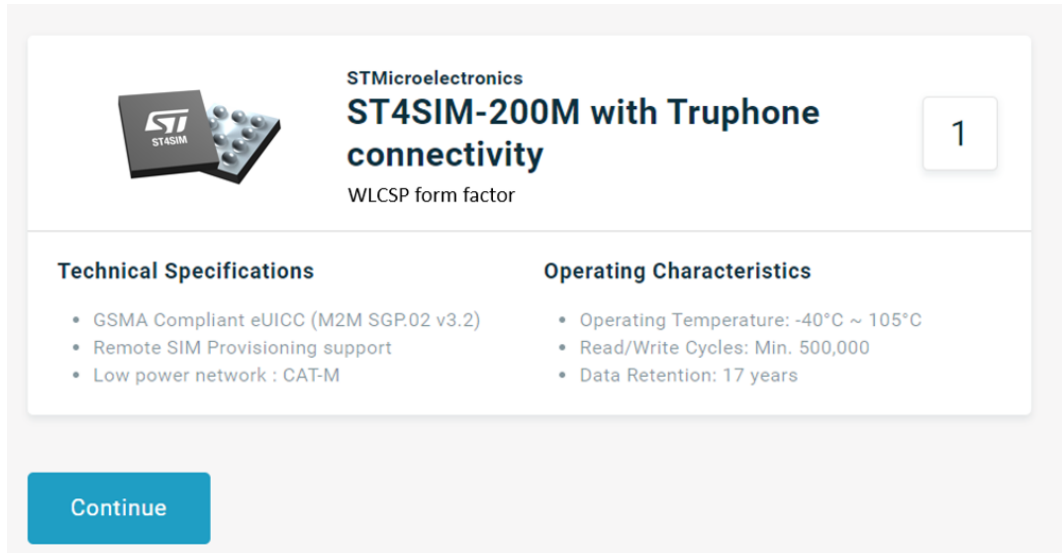 STMicroelectronics
ST4SIM-200M with Truphone
connectivity
WLCSP form factor
1
ST
ST4SIM
Technical Specifications
• GSMA Compliant eUICC (M2M SGP.02 v3.2)
• Remote SIM Provisioning support
• Low power network : CAT-M
Operating Characteristics
• Operating Temperature: -40°C ~ 105°C
• Read/Write Cycles: Min. 500,000
• Data Retention: 17 years
Continue